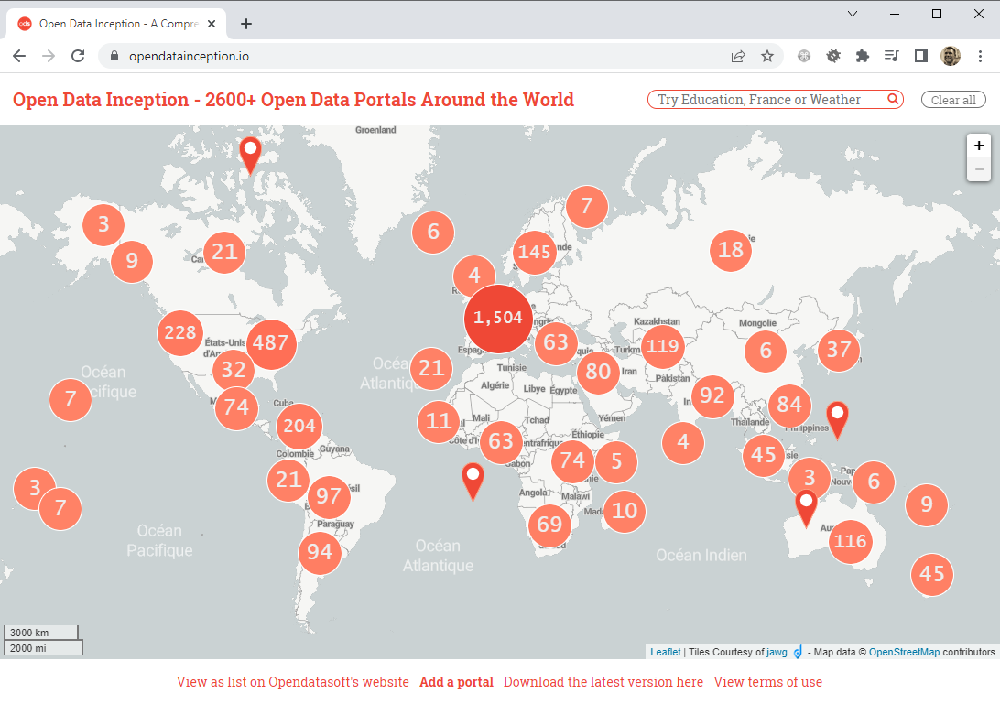 Open Data Inception - A Compre
opendatainception.io
Open Data Inception - 2600+ Open Data Portals Around the World
Try Education, France or Weather
Clear all
Groenland
+
−
3
9
21
6
7
145
18
4
1,504
228
États-Unis
487
32
63
Kazakhstan
119
Mongolie
6
37
Océan
7
74
Cuba
21
Tunisie
Algérie
Libye
Égypte
80
Iran
Pakistan
92
84
204
Colombie
Guyana
11
Mali
Tchad
Yémen
Thaïlande
Philippines
63
Éthiopie
4
45
74
5
3
6
3
7
21
97
Paraguay
94
Angola
Malawi
69
10
9
116
45
Océan
Pacifique
Océan
Atlantique
Océan Indien
3000 km
2000 mi
Leaflet | Tiles Courtesy of jawg - Map data © OpenStreetMap contributors
View as list on Opendatasoft's website
Add a portal
Download the latest version here
View terms of use